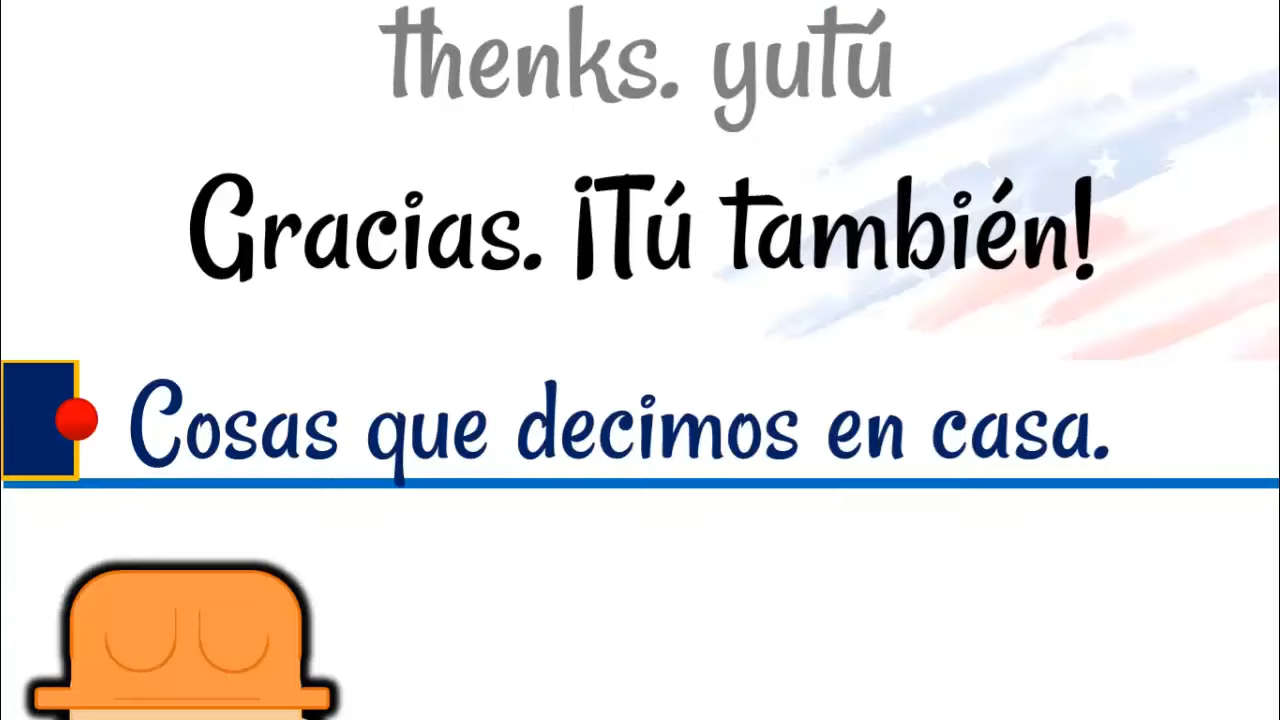 thenks. yutú
Gracias. ¡Tú también!
Cosas que decimos en casa.